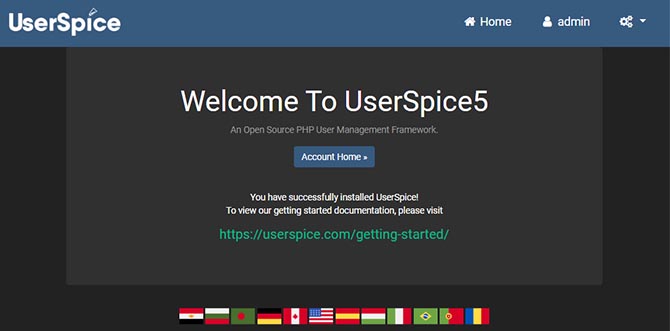 UserSpice
Home
admin
Welcome To UserSpice5
An Open Source PHP User Management Framework.
Account Home »
You have successfully installed UserSpice!
To view our getting started documentation, please visit
https://userspice.com/getting-started/